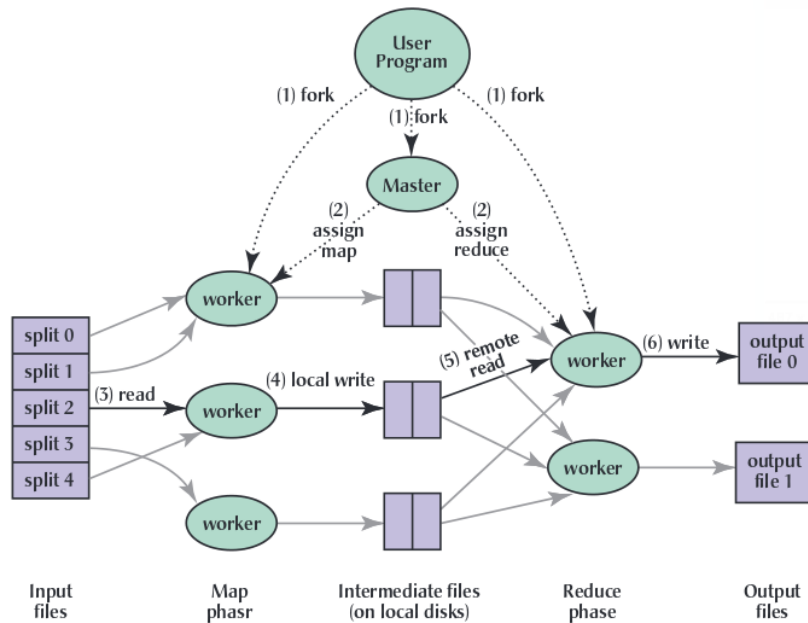 User
Program
(1) fork
(1) fork
(1) fork
Master
(2)
assign
map
(2)
assign
reduce
worker
split 0
split 1
split 2
split 3
split 4
(3) read
worker
(4) local write
worker
(5) remote
read
worker
(6) write
output
file 0
worker
output
file 1
Input
files
Map
phasr
Intermediate files
(on local disks)
Reduce
phase
Output
files